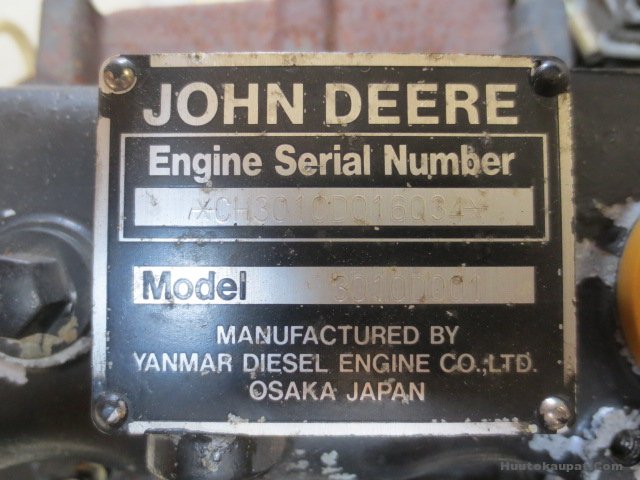 JOHN DEERE
Engine Serial Number
*CH3010D016034*
Model 3010D001
MANUFACTURED BY
YANMAR DIESEL ENGINE CO.,LTD.
OSAKA JAPAN
Huutokaupat.Com